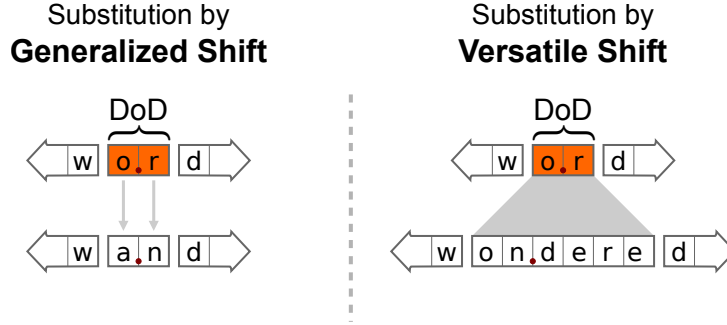 Substitution by
Generalized Shift
DoD
w o.r d
w a.n d
Substitution by
Versatile Shift
DoD
w o.r d
w o n.d e r e d